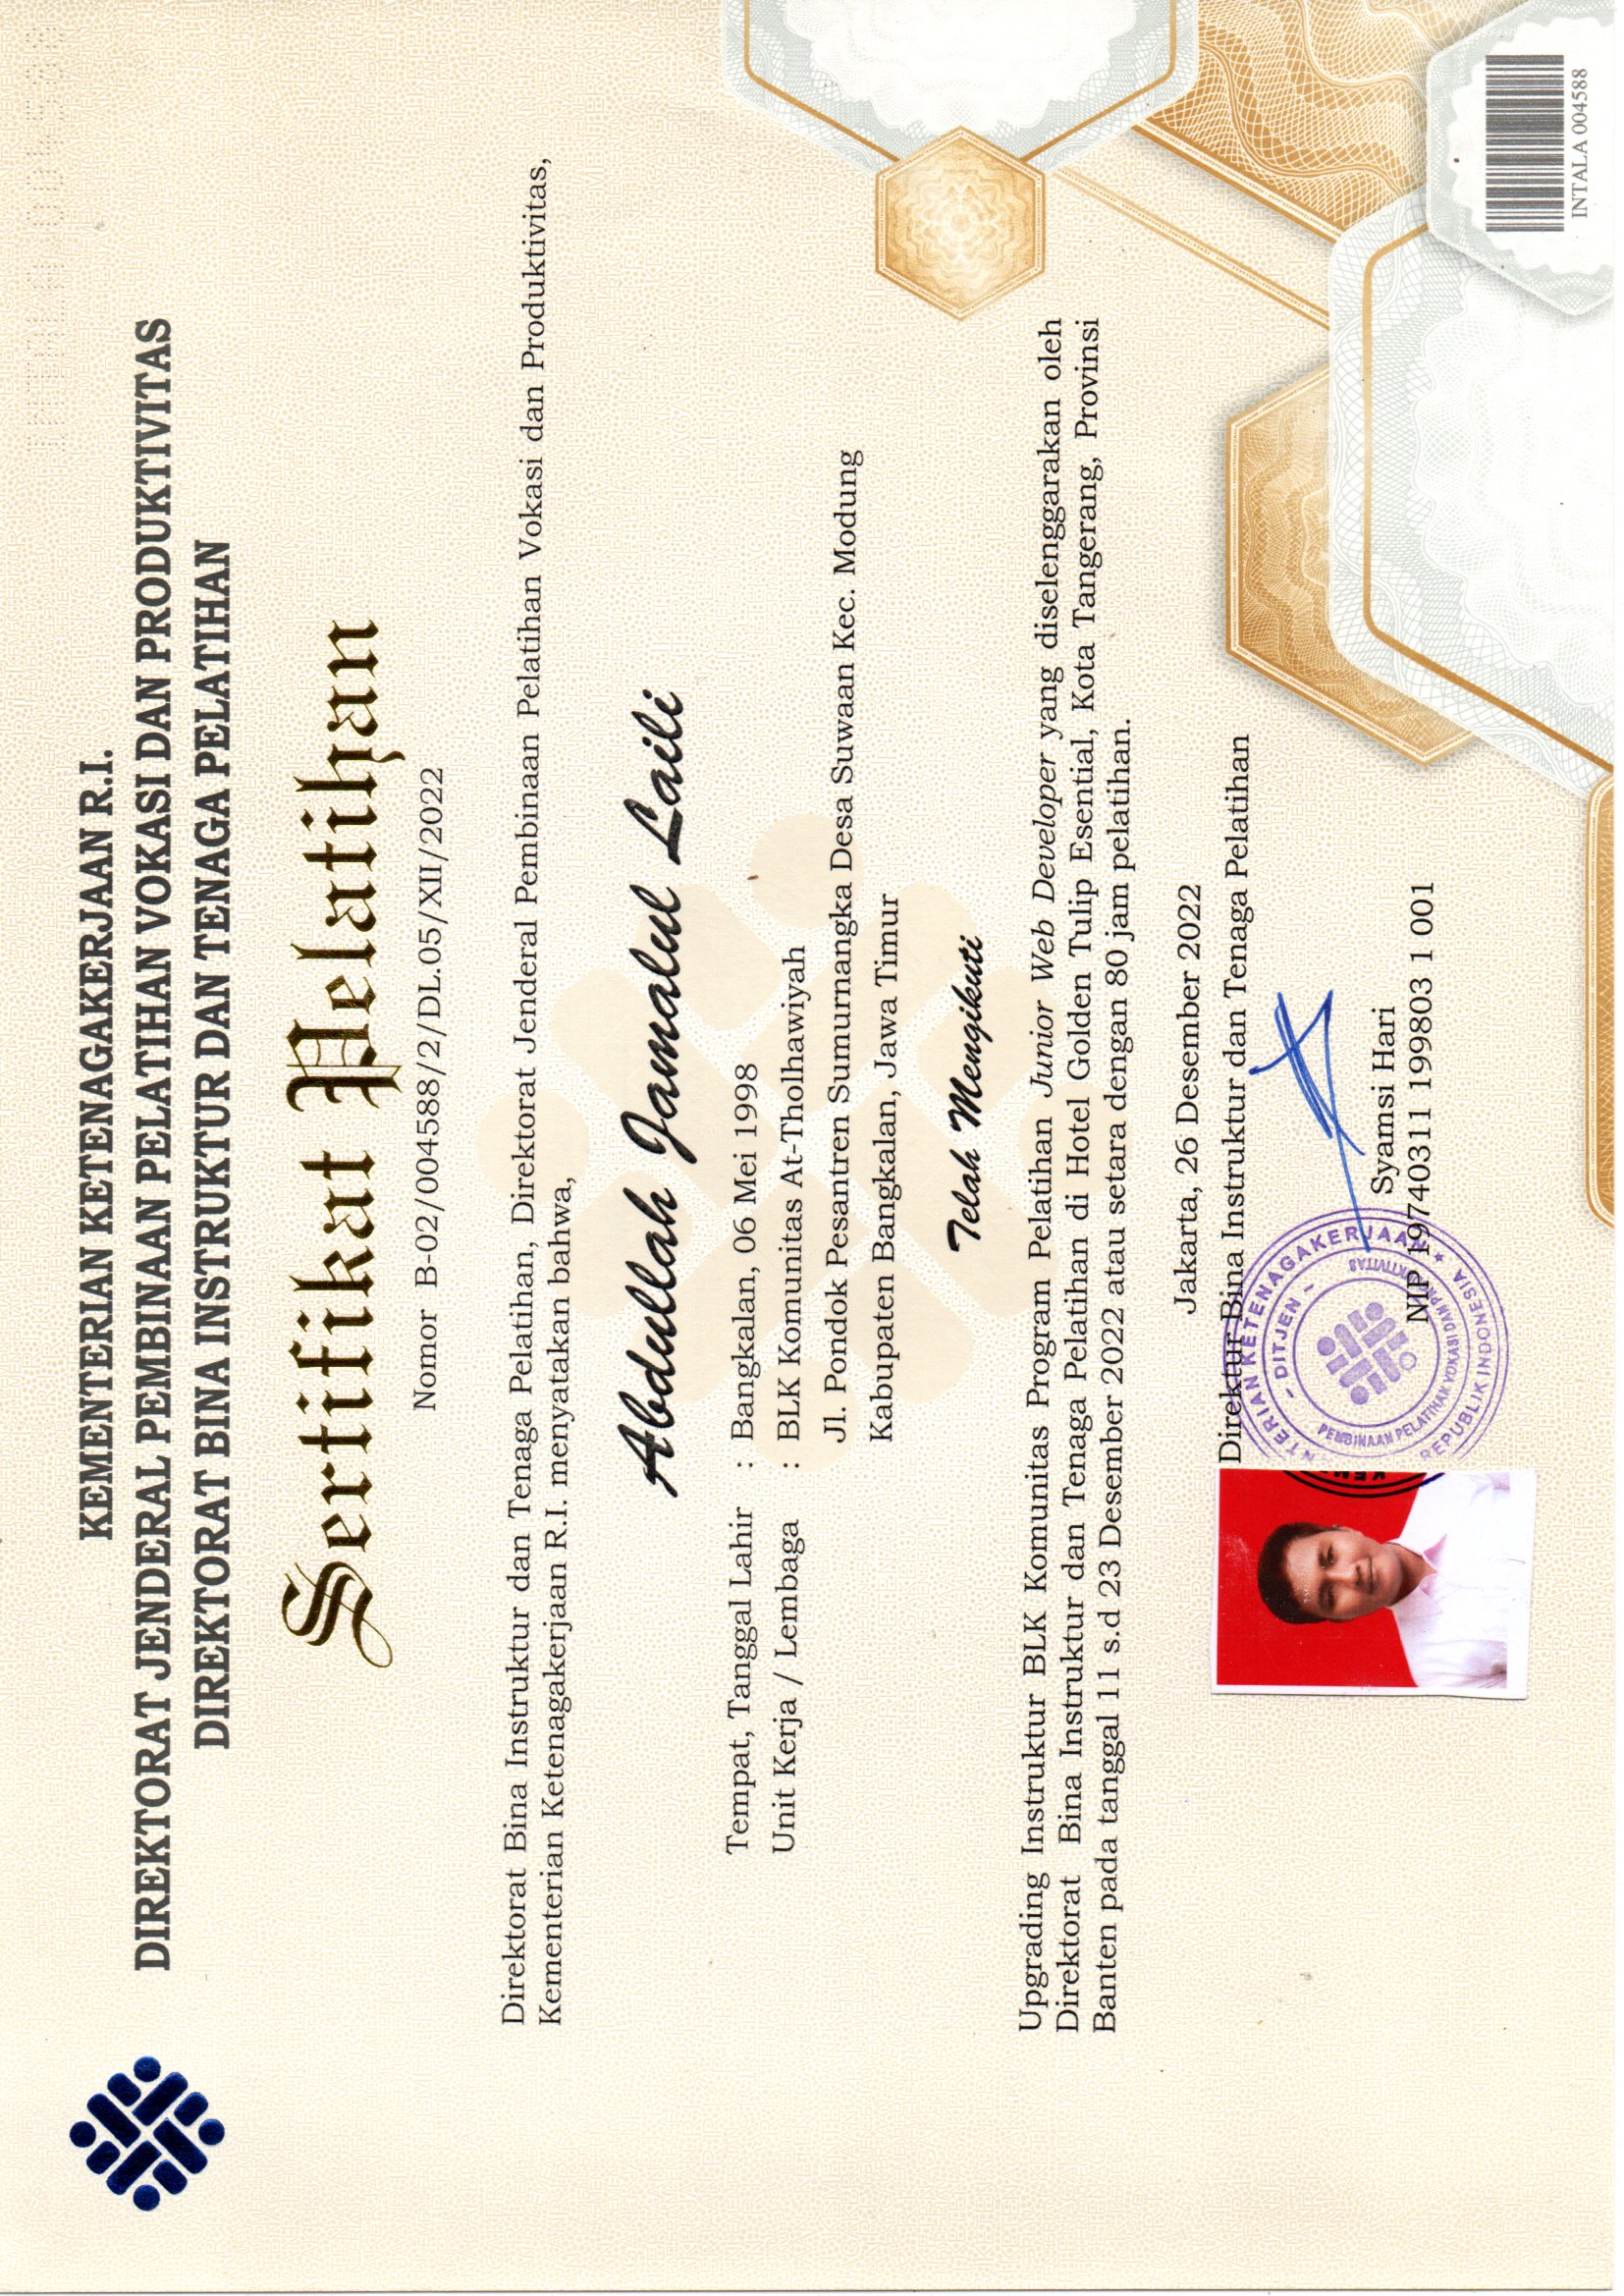 INTALA 004588
KEMENTERIAN KETENAGAKERJAAN R.I.
DIREKTORAT JENDERAL PEMBINAAN PELATIHAN VOKASI DAN PRODUKTIVITAS
DIREKTORAT BINA INSTRUKTUR DAN TENAGA PELATIHAN
Sertifikat Pelatihan
Nomor B-02/004588/2/DL.05/XII/2022
Direktorat Bina Instruktur dan Tenaga Pelatihan, Direktorat Jenderal Pembinaan Pelatihan Vokasi dan Produktivitas,
Kementerian Ketenagakerjaan R.I. menyatakan bahwa,
Abdullah Jamalul Laili
Tempat, Tanggal Lahir : Bangkalan, 06 Mei 1998
Unit Kerja / Lembaga : BLK Komunitas At-Tholhawiyah
Jl. Pondok Pesantren Sumurnangka Desa Suwaan Kec. Modung
Kabupaten Bangkalan, Jawa Timur
Telah Mengikuti
Upgrading Instruktur BLK Komunitas Program Pelatihan Junior Web Developer yang diselenggarakan oleh
Direktorat Bina Instruktur dan Tenaga Pelatihan di Hotel Golden Tulip Esential, Kota Tangerang, Provinsi
Banten pada tanggal 11 s.d 23 Desember 2022 atau setara dengan 80 jam pelatihan.
Jakarta, 26 Desember 2022
Direktur Bina Instruktur dan Tenaga Pelatihan
NTERIAN KETENAGAKERJAAN
- DITJEN -
PEMBINAAN PELATIHAN VOKASI DAN PRODUKTIVITAS
REPUBLIK INDONESIA
Syamsi Hari
NIP 19740311 199803 1 001
INTALA 004588